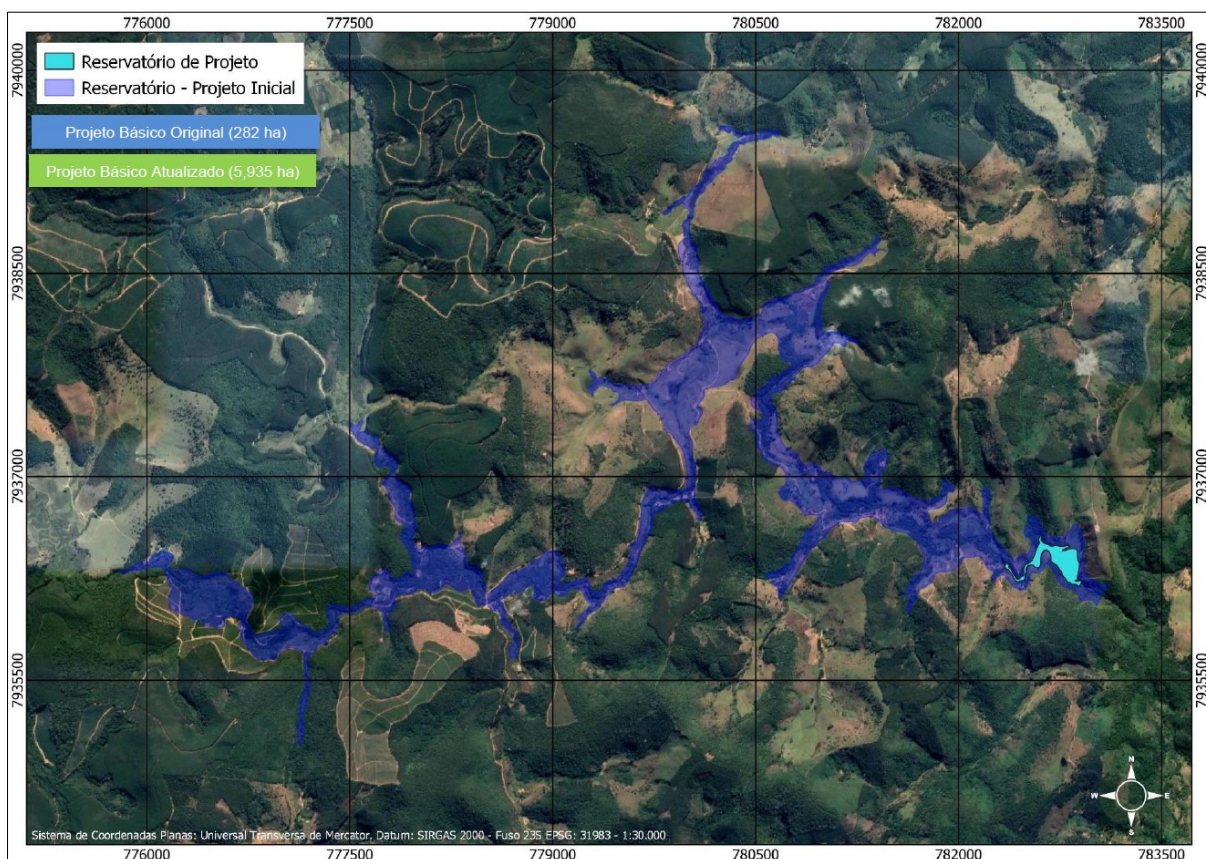 776000 777500 779000 780500 782000 783500
7940000 7940000
Reservatório de Projeto
Reservatório - Projeto Inicial
Projeto Básico Original (282 ha)
Projeto Básico Atualizado (5,935 ha)
7938500 7938500
7937000 7937000
7935500 7935500
N
W E
S
Sistema de Coordenadas Planas: Universal Transversa de Mercator. Datum: SIRGAS 2000 - Fuso 23S EPSG: 31983 - 1:30.000
776000 777500 779000 780500 782000 783500